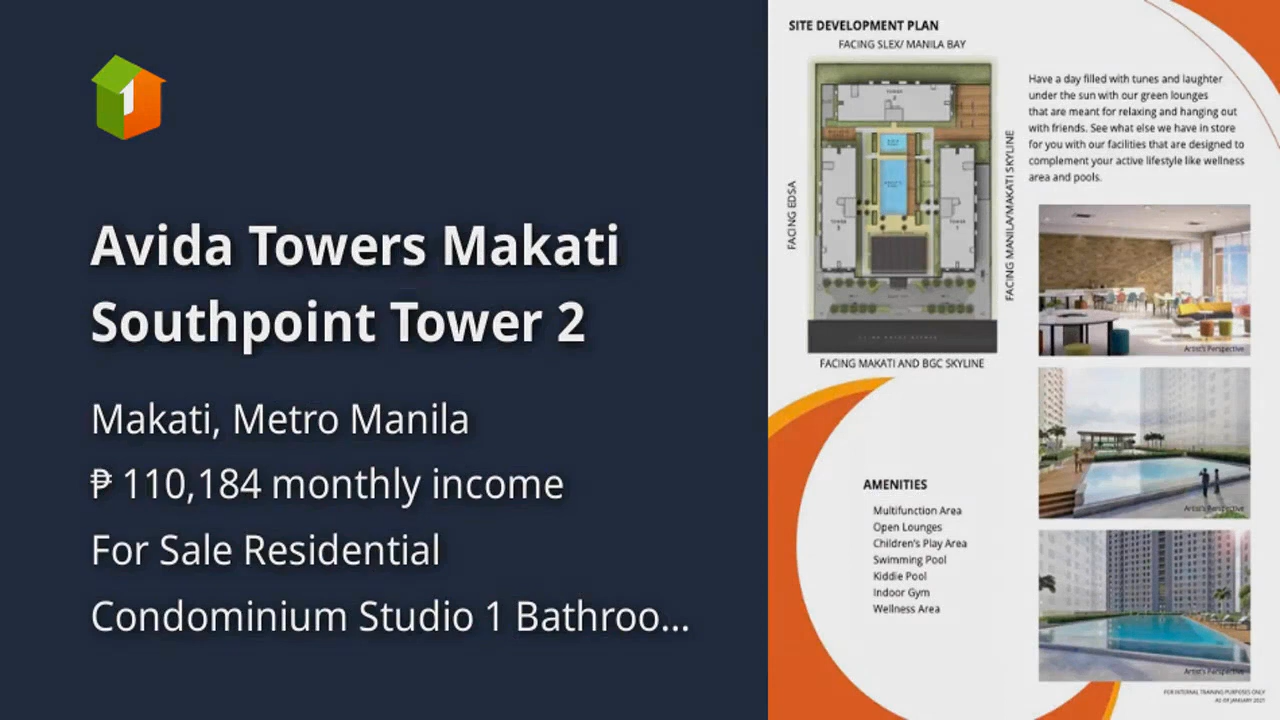 Avida Towers Makati
Southpoint Tower 2
Makati, Metro Manila
₱ 110,184 monthly income
For Sale Residential
Condominium Studio 1 Bathroo...
SITE DEVELOPMENT PLAN
FACING SLEX/ MANILA BAY
FACING EDSA
FACING MANILA/MAKATI SKYLINE
FACING MAKATI AND BGC SKYLINE
Have a day filled with tunes and laughter
under the sun with our green lounges
that are meant for relaxing and hanging out
with friends. See what else we have in store
for you with our facilities that are designed to
complement your active lifestyle like wellness
area and pools.
Artist's Perspective
Artist's Perspective
Artist's Perspective
AMENITIES
Multifunction Area
Open Lounges
Children's Play Area
Swimming Pool
Kiddie Pool
Indoor Gym
Wellness Area
FOR INTERNAL TRAINING PURPOSES ONLY
AS OF JANUARY 2021